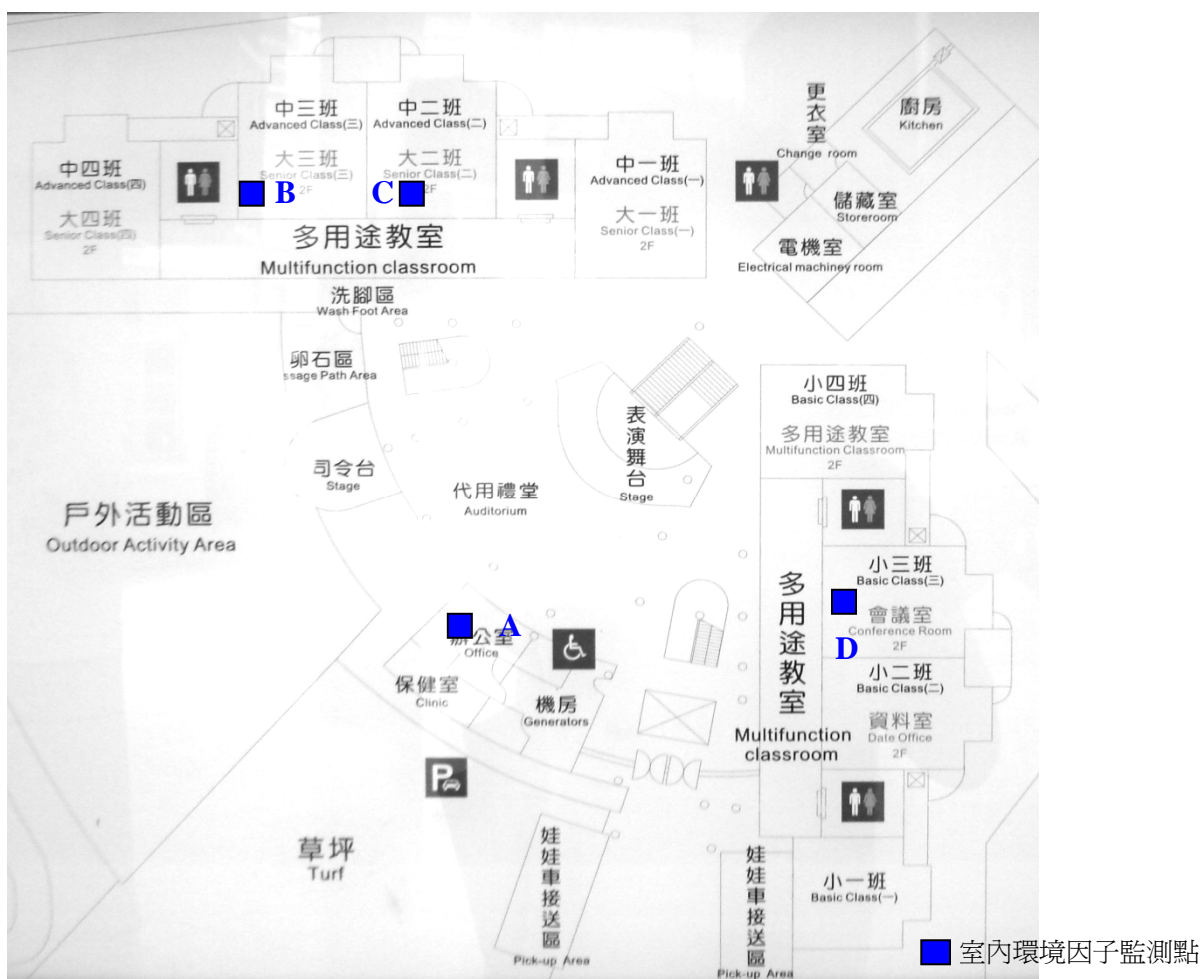 中三班
Advanced Class(三)
大三班
Senior Class(三)
2F
中二班
Advanced Class(二)
大二班
Senior Class(二)
2F
更衣室
Change room
廚房
Kitchen
中四班
Advanced Class(四)
大四班
Senior Class(四)
2F
B
C
中一班
Advanced Class(一)
大一班
Senior Class(一)
2F
儲藏室
Storeroom
電機室
Electrical machiney room
多用途教室
Multifunction classroom
洗腳區
Wash Foot Area
卵石區
ssage Path Area
表演舞台
Stage
小四班
Basic Class(四)
多用途教室
Multifunction Classroom
2F
司令台
Stage
代用禮堂
Auditorium
戶外活動區
Outdoor Activity Area
小三班
Basic Class(三)
會議室
Conference Room
2F
D
A
辦公室
Office
保健室
Clinic
機房
Generators
多用途教室
Multifunction
classroom
小二班
Basic Class(二)
資料室
Date Office
2F
P
草坪
Turf
娃娃車接送區
Pick-up Area
娃娃車接送區
Pick-up Area
小一班
Basic Class(一)
室內環境因子監測點